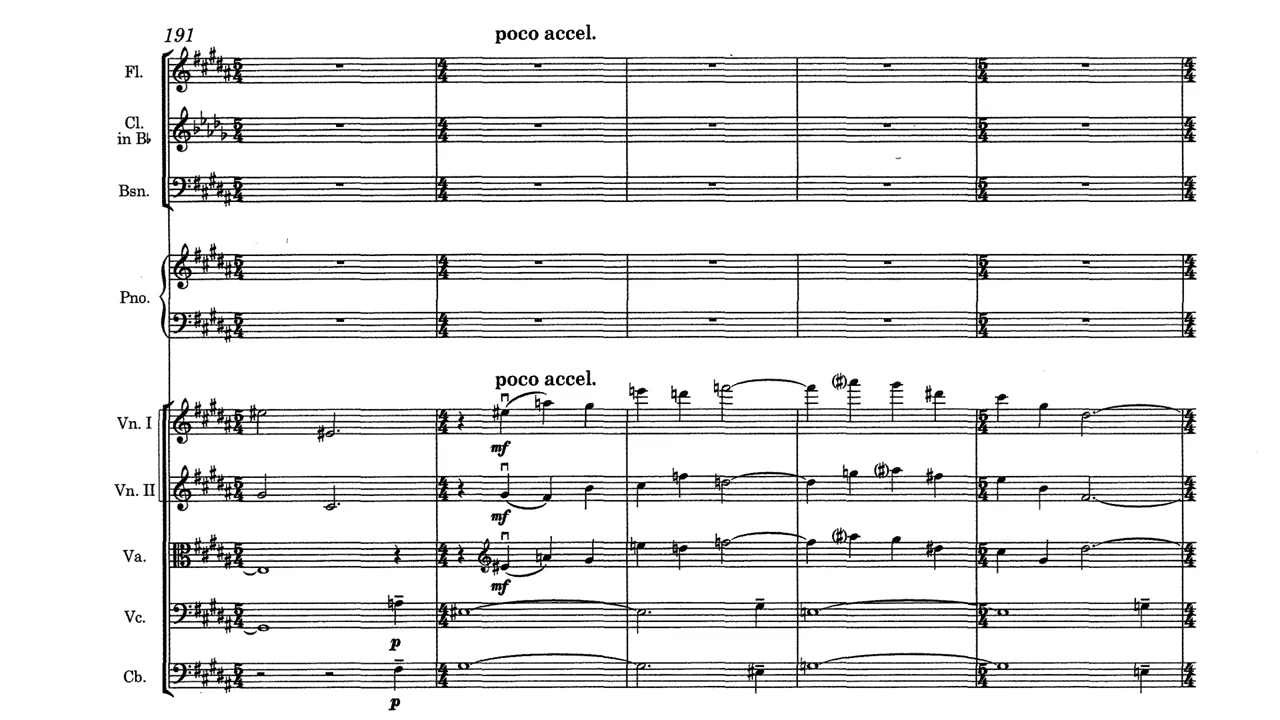 191
poco accel.
Fl.
Cl.
in B♭
Bsn.
Pno.
poco accel.
Vn. I
mf
Vn. II
mf
Va.
mf
Vc.
p
Cb.
p